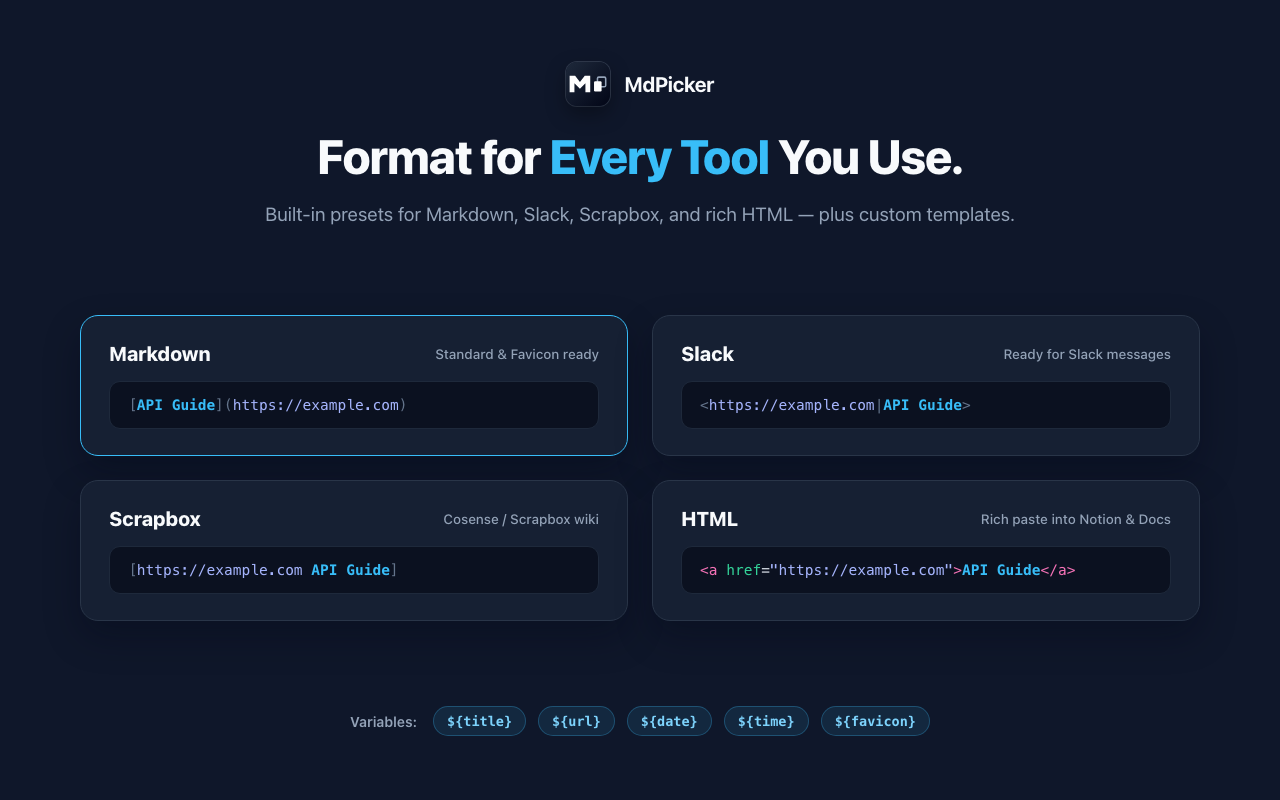 MdPicker
Format for Every Tool You Use.
Built-in presets for Markdown, Slack, Scrapbox, and rich HTML — plus custom templates.
Markdown
Standard & Favicon ready
[API Guide](https://example.com)
Slack
Ready for Slack messages
<https://example.com|API Guide>
Scrapbox
Cosense / Scrapbox wiki
[https://example.com API Guide]
HTML
Rich paste into Notion & Docs
<a href="https://example.com">API Guide</a>
Variables: ${title} ${url} ${date} ${time} ${favicon}